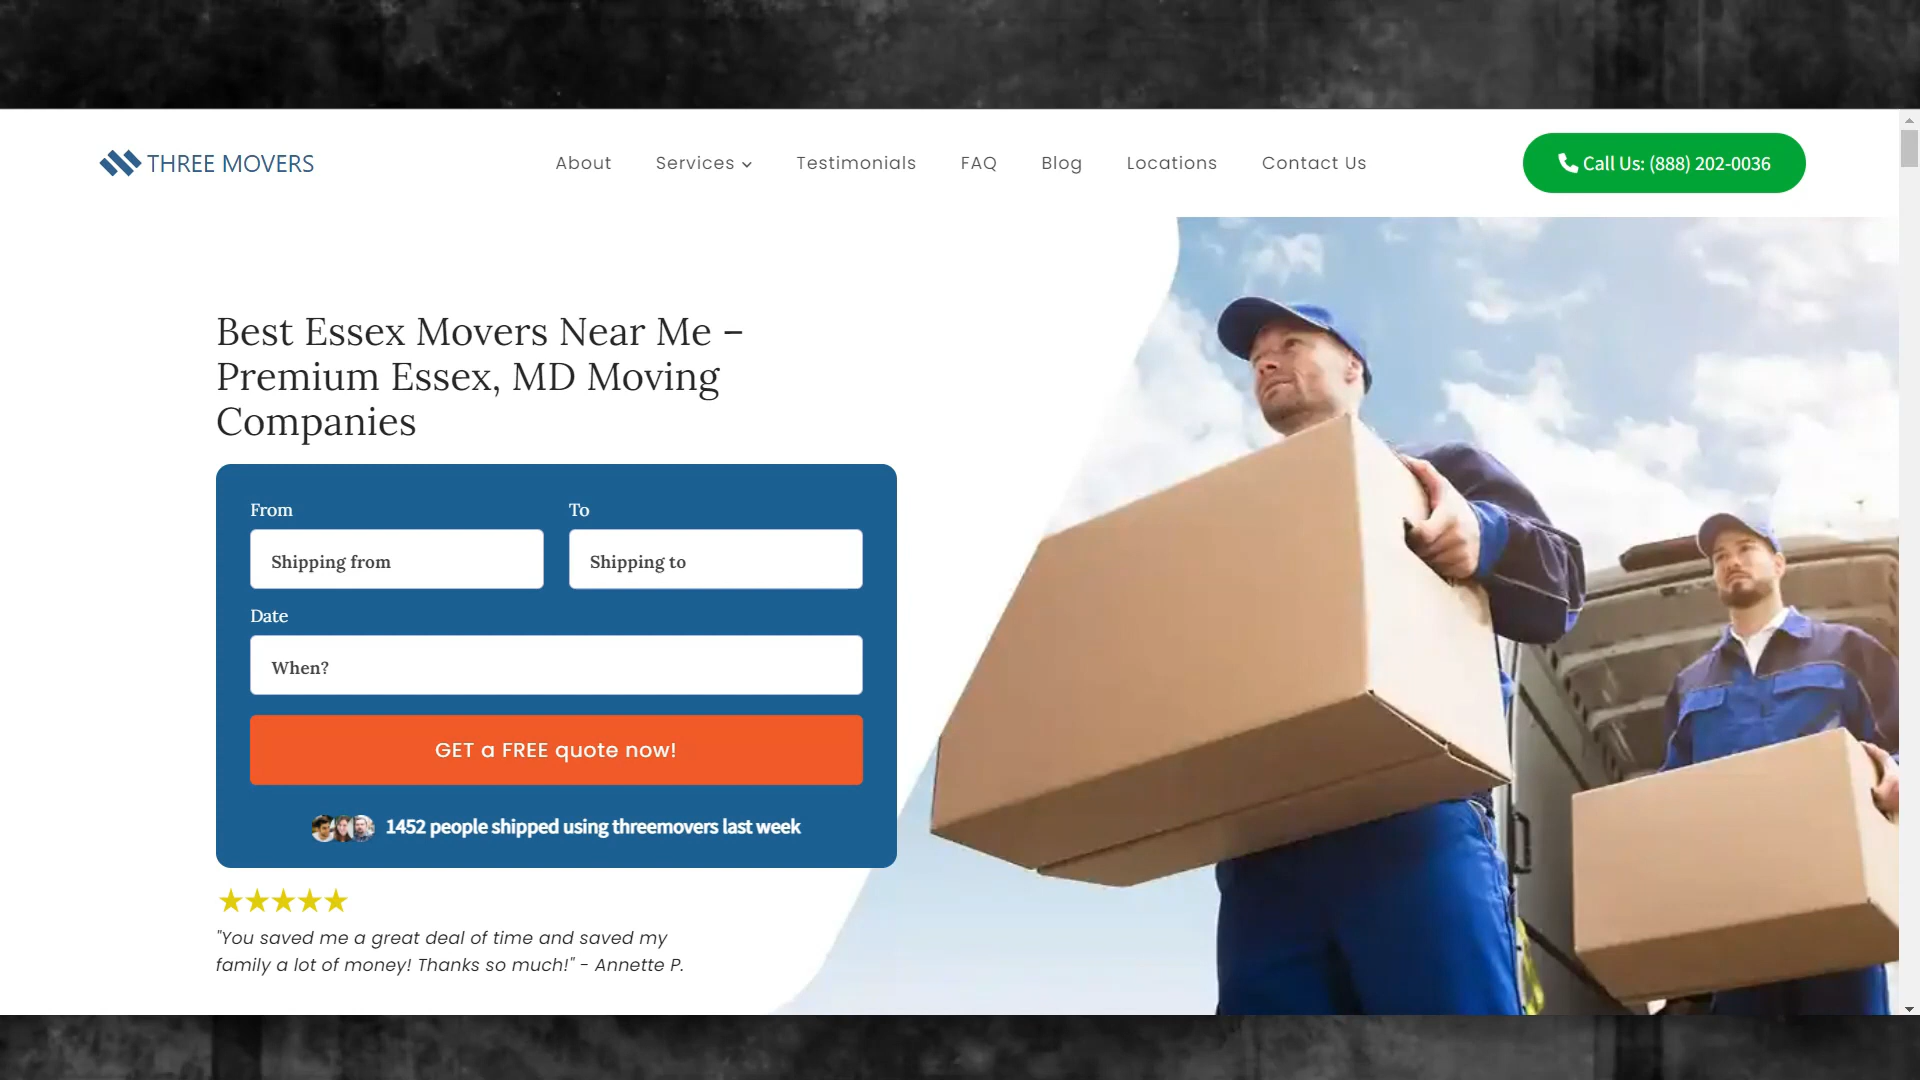 THREE MOVERS
About
Services
Testimonials
FAQ
Blog
Locations
Contact Us
Call Us: (888) 202-0036
Best Essex Movers Near Me –
Premium Essex, MD Moving
Companies
From
To
Shipping from
Shipping to
Date
When?
GET a FREE quote now!
1452 people shipped using threemovers last week
"You saved me a great deal of time and saved my
family a lot of money! Thanks so much!" - Annette P.